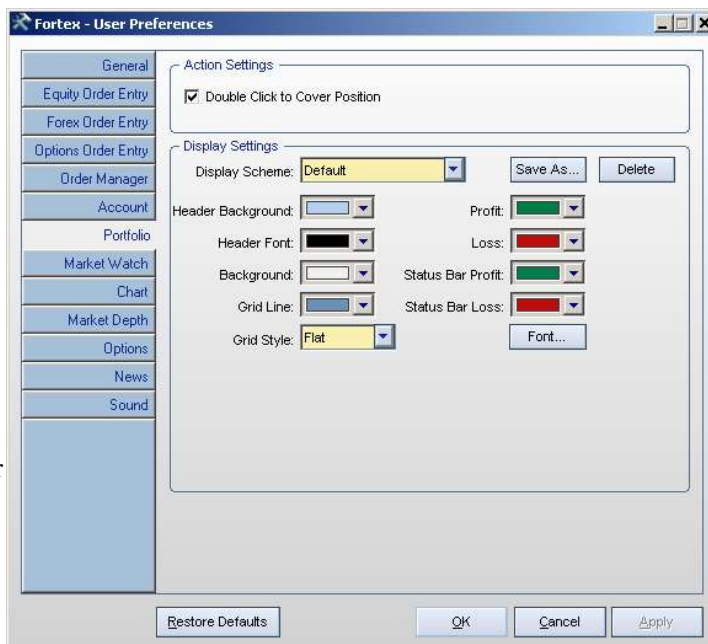 Fortex - User Preferences
General
Equity Order Entry
Forex Order Entry
Options Order Entry
Order Manager
Account
Portfolio
Market Watch
Chart
Market Depth
Options
News
Sound
Action Settings
Double Click to Cover Position
Display Settings
Display Scheme: Default Save As... Delete
Header Background: Profit:
Header Font: Loss:
Background: Status Bar Profit:
Grid Line: Status Bar Loss:
Grid Style: Flat Font...
Restore Defaults OK Cancel Apply